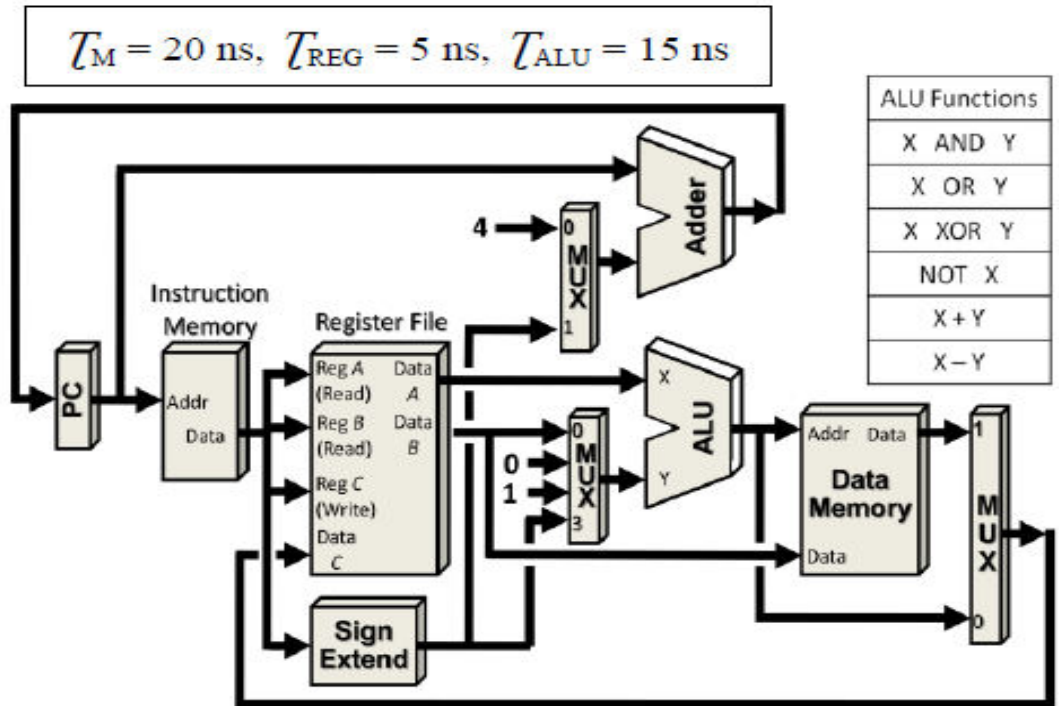 𝒯M = 20 ns, 𝒯REG = 5 ns, 𝒯ALU = 15 ns
ALU Functions
X AND Y
X OR Y
X XOR Y
NOT X
X + Y
X – Y
Adder
4
0
MUX
1
Instruction
Memory
Addr
Data
PC
Register File
Reg A
(Read)
Data
A
Reg B
(Read)
Data
B
Reg C
(Write)
Data
C
Sign
Extend
0
0
1
3
MUX
X
Y
ALU
Addr Data
Data
Memory
Data
1
MUX
0